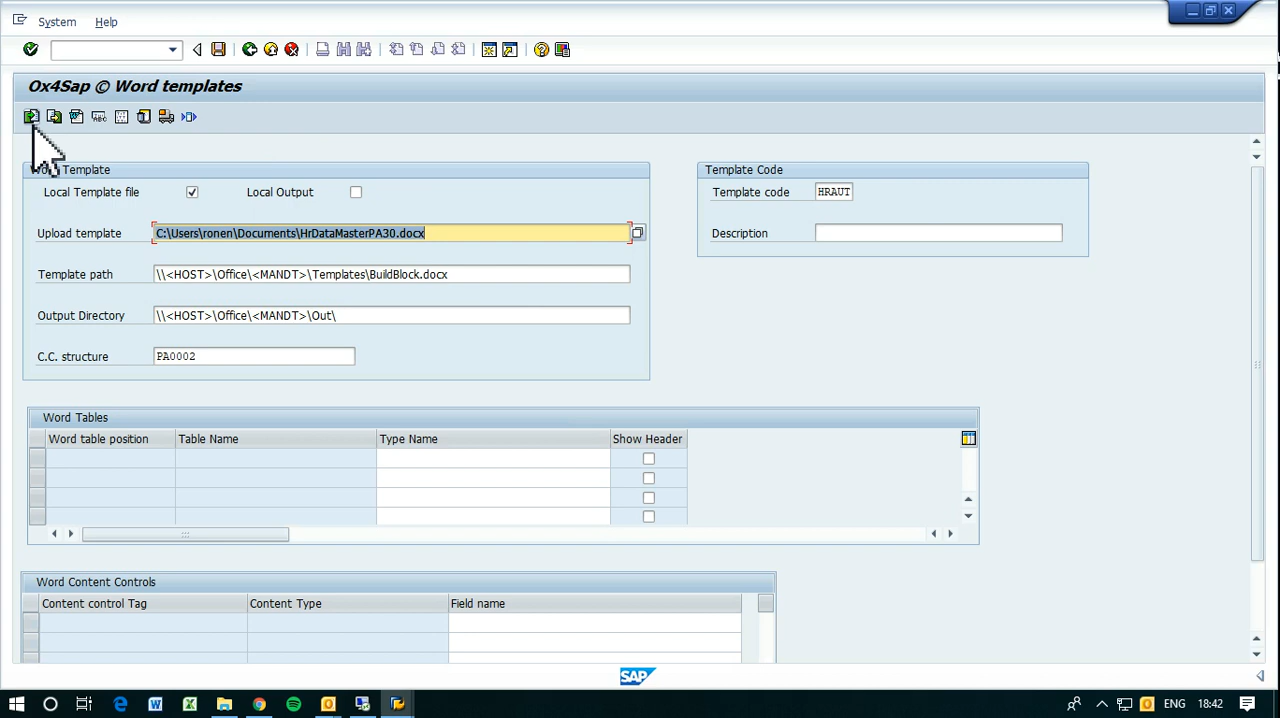 System Help
Ox4Sap © Word templates
Word Template
Local Template file Local Output
Upload template C:\Users\ronen\Documents\HrDataMasterPA30.docx
Template path \\<HOST>\Office\<MANDT>\Templates\BuildBlock.docx
Output Directory \\<HOST>\Office\<MANDT>\Out\
C.C. structure PA0002
Template Code
Template code HRAUT
Description
Word Tables
Word table position Table Name Type Name Show Header
Word Content Controls
Content control Tag Content Type Field name
SAP
ENG 18:42